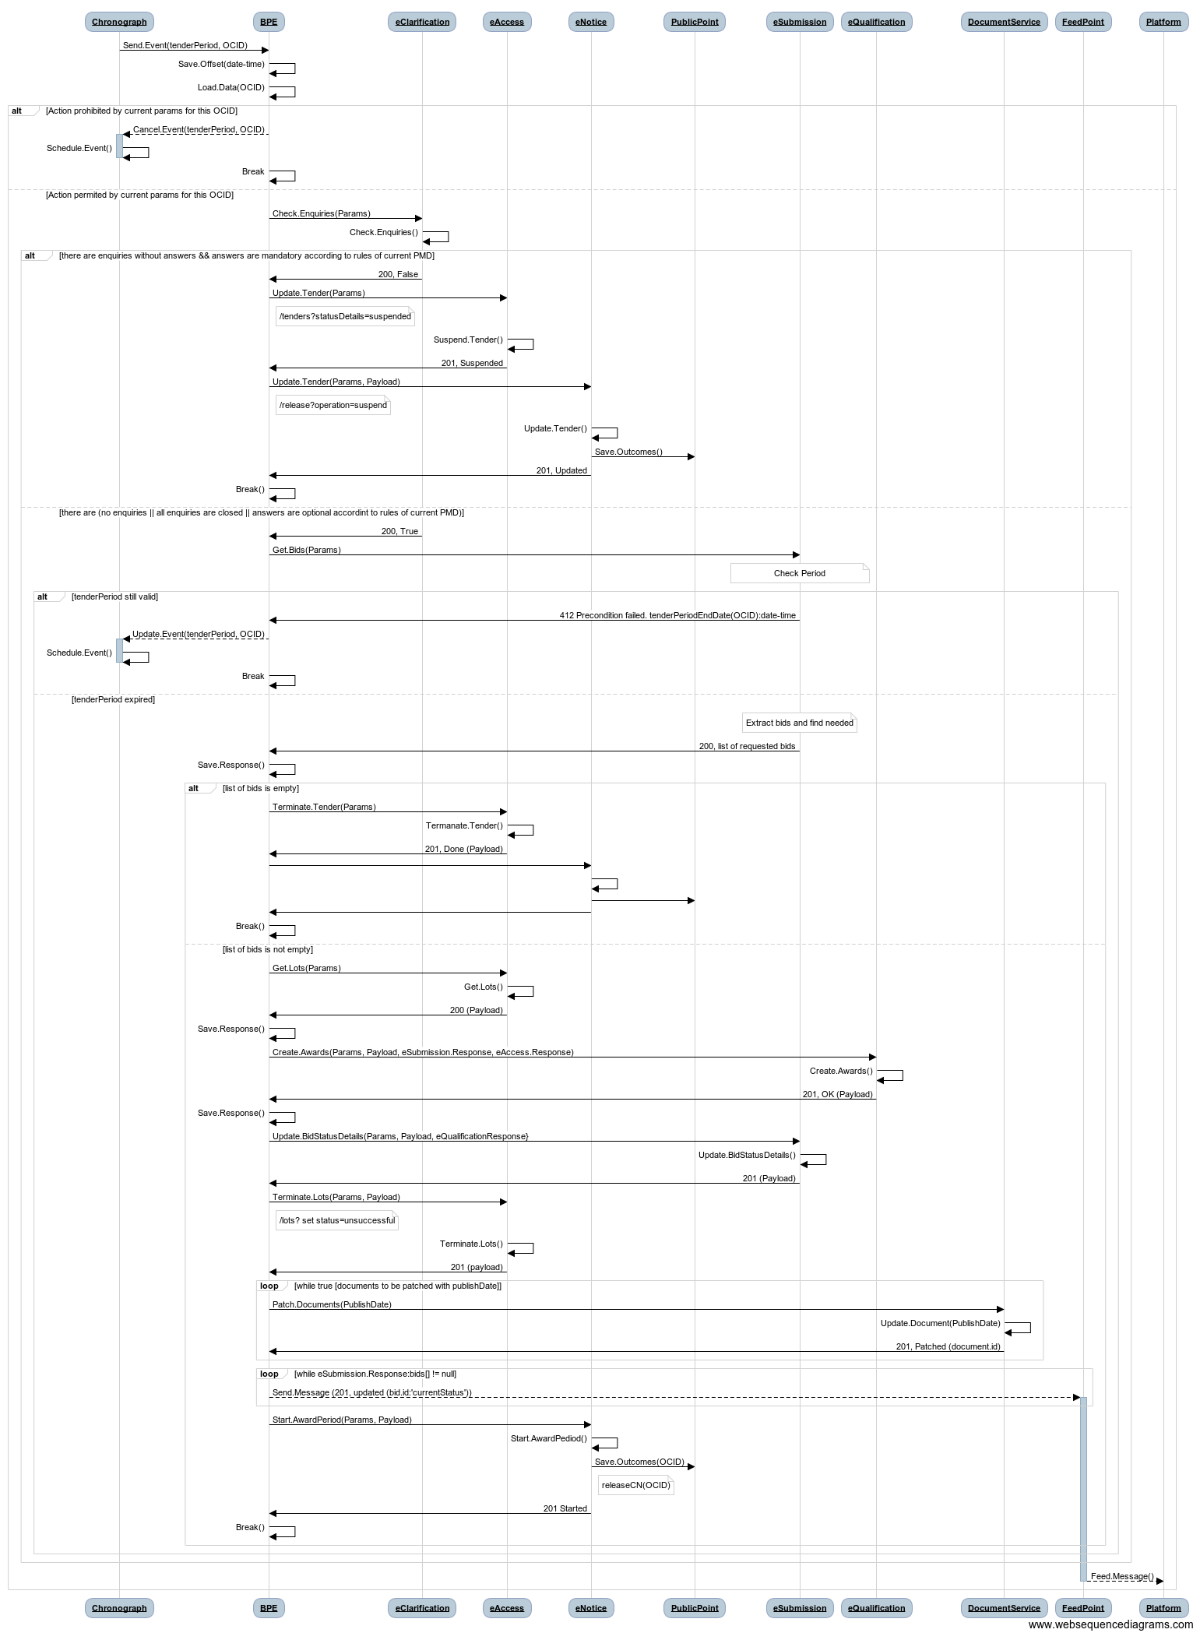 Chronograph BPE eClarification eAccess eNotice PublicPoint eSubmission eQualification DocumentService FeedPoint Platform
Send.Event(tenderPeriod, OCID)
Save.Offset(date-time)
Load.Data(OCID)
alt [Action prohibited by current params for this OCID]
Cancel.Event(tenderPeriod, OCID)
Schedule.Event()
Break
[Action permited by current params for this OCID]
Check.Enquiries(Params)
Check.Enquiries()
alt [there are enquiries without answers && answers are mandatory according to rules of current PMD]
200, False
Update.Tender(Params)
/tenders?statusDetails=suspended
Suspend.Tender()
201, Suspended
Update.Tender(Params, Payload)
/release?operation=suspend
Update.Tender()
Save.Outcomes()
201, Updated
Break()
[there are (no enquiries || all enquiries are closed || answers are optional accordint to rules of current PMD)]
200, True
Get.Bids(Params)
Check Period
alt [tenderPeriod still valid]
412 Precondition failed. tenderPeriodEndDate(OCID):date-time
Update.Event(tenderPeriod, OCID)
Schedule.Event()
Break
[tenderPeriod expired]
Extract bids and find needed
200, list of requested bids
Save.Response()
alt [list of bids is empty]
Terminate.Tender(Params)
Termanate.Tender()
201, Done (Payload)
Break()
[list of bids is not empty]
Get.Lots(Params)
Get.Lots()
200 (Payload)
Save.Response()
Create.Awards(Params, Payload, eSubmission.Response, eAccess.Response)
Create.Awards()
201, OK (Payload)
Save.Response()
Update.BidStatusDetails(Params, Payload, eQualificationResponse}
Update.BidStatusDetails()
201 (Payload)
Terminate.Lots(Params, Payload)
/lots? set status=unsuccessful
Terminate.Lots()
201 (payload)
loop [while true [documents to be patched with publishDate]]
Patch.Documents(PublishDate)
Update.Document(PublishDate)
201, Patched (document.id)
loop [while eSubmission.Response:bids[] != null]
Send.Message (201, updated (bid.id:'currentStatus'))
Start.AwardPeriod(Params, Payload)
Start.AwardPediod()
Save.Outcomes(OCID)
releaseCN(OCID)
201 Started
Break()
Feed.Message()
Chronograph BPE eClarification eAccess eNotice PublicPoint eSubmission eQualification DocumentService FeedPoint Platform
www.websequencediagrams.com